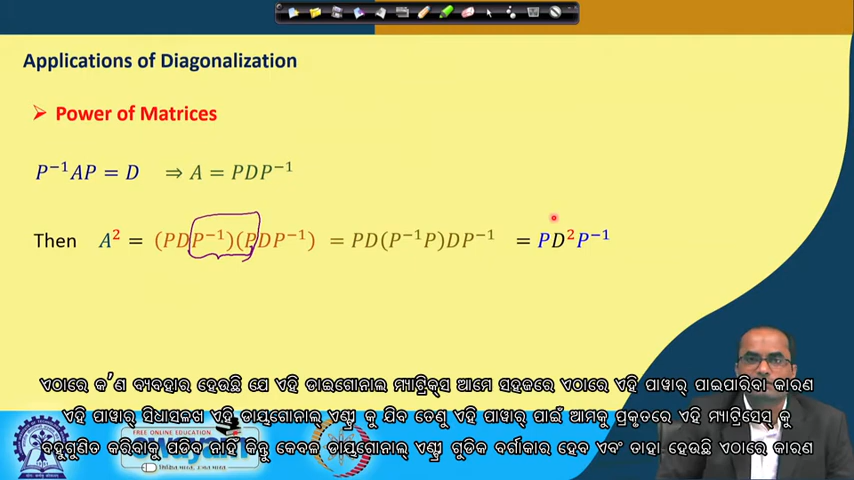 Applications of Diagonalization
➢ Power of Matrices
P⁻¹AP = D ⇒ A = PDP⁻¹
Then A² = (PDP⁻¹)(PDP⁻¹) = PD(P⁻¹P)DP⁻¹ = PD²P⁻¹
ଏଠାରେ କ'ଣ ବ୍ୟବହାର ହେଉଛି ଯେ ଏହି ଡାଇଗୋନାଲ ମ୍ୟାଟ୍ରିକ୍ସ ଆମେ ସହଜରେ ଏଠାରେ ଏହି ପାୱାର୍ ପାଇପାରିବା କାରଣ
ଏହି ପାୱାର୍ ସିଧାସଳଖ ଏହି ଡାୟଗୋନାଲ୍ ଏଣ୍ଟ୍ରୀ କୁ ଯିବ ତେଣୁ ଏହି ପାୱାର୍ ପାଇଁ ଆମକୁ ପ୍ରକୃତରେ ଏହି ମ୍ୟାଟ୍ରିସେସ୍ କୁ
ବହୁଗୁଣିତ କରିବାକୁ ପଡିବ ନାହିଁ କିନ୍ତୁ କେବଳ ଡାୟଗୋନାଲ୍ ଏଣ୍ଟ୍ରୀ ଗୁଡିକ ବର୍ଗାକାର ହେବ ଏବଂ ତାହା ହେଉଛି ଏଠାରେ କାରଣ
FREE ONLINE EDUCATION
swayam